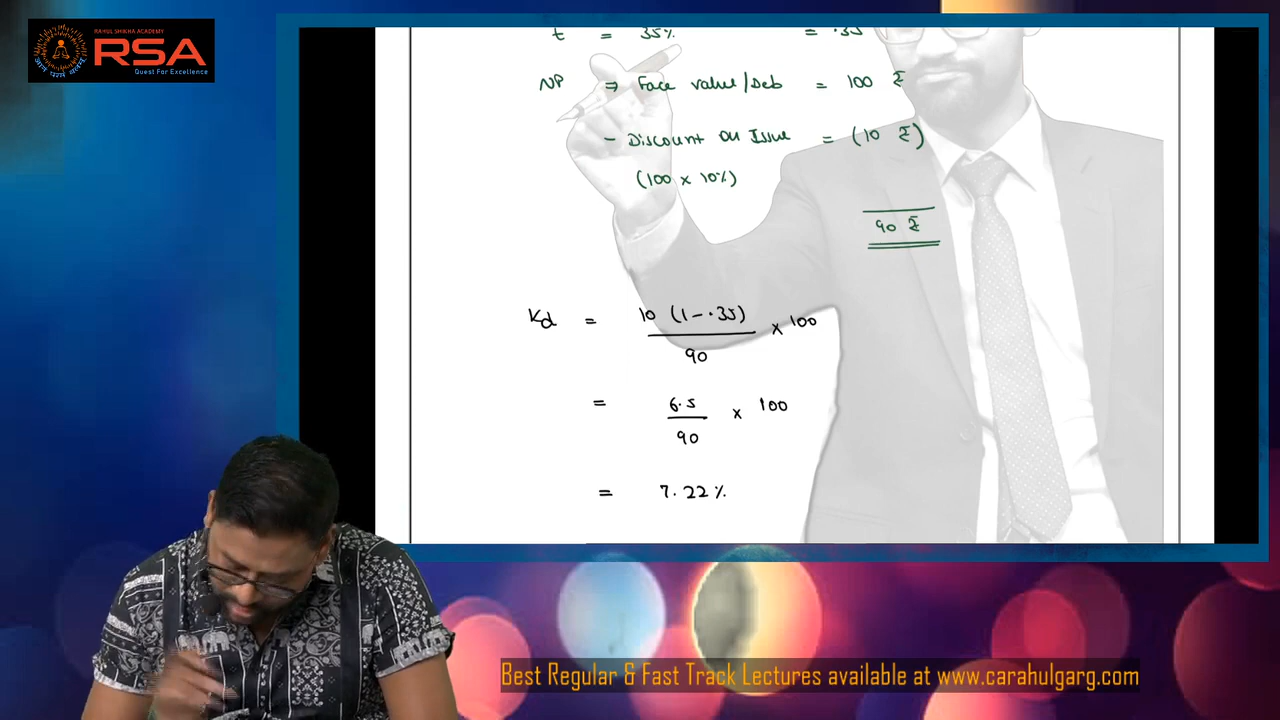 RAHUL SHIKHA ACADEMY
RSA
Quest For Excellence
t = 35% = .35
NP ⇒ Face value/Deb = 100 ₹
- Discount on Issue = (10 ₹)
(100 x 10%)
90 ₹
Kd = 10 (1-.35) x 100
90
= 6.5 x 100
90
= 7.22%
Best Regular & Fast Track Lectures available at www.carahulgarg.com